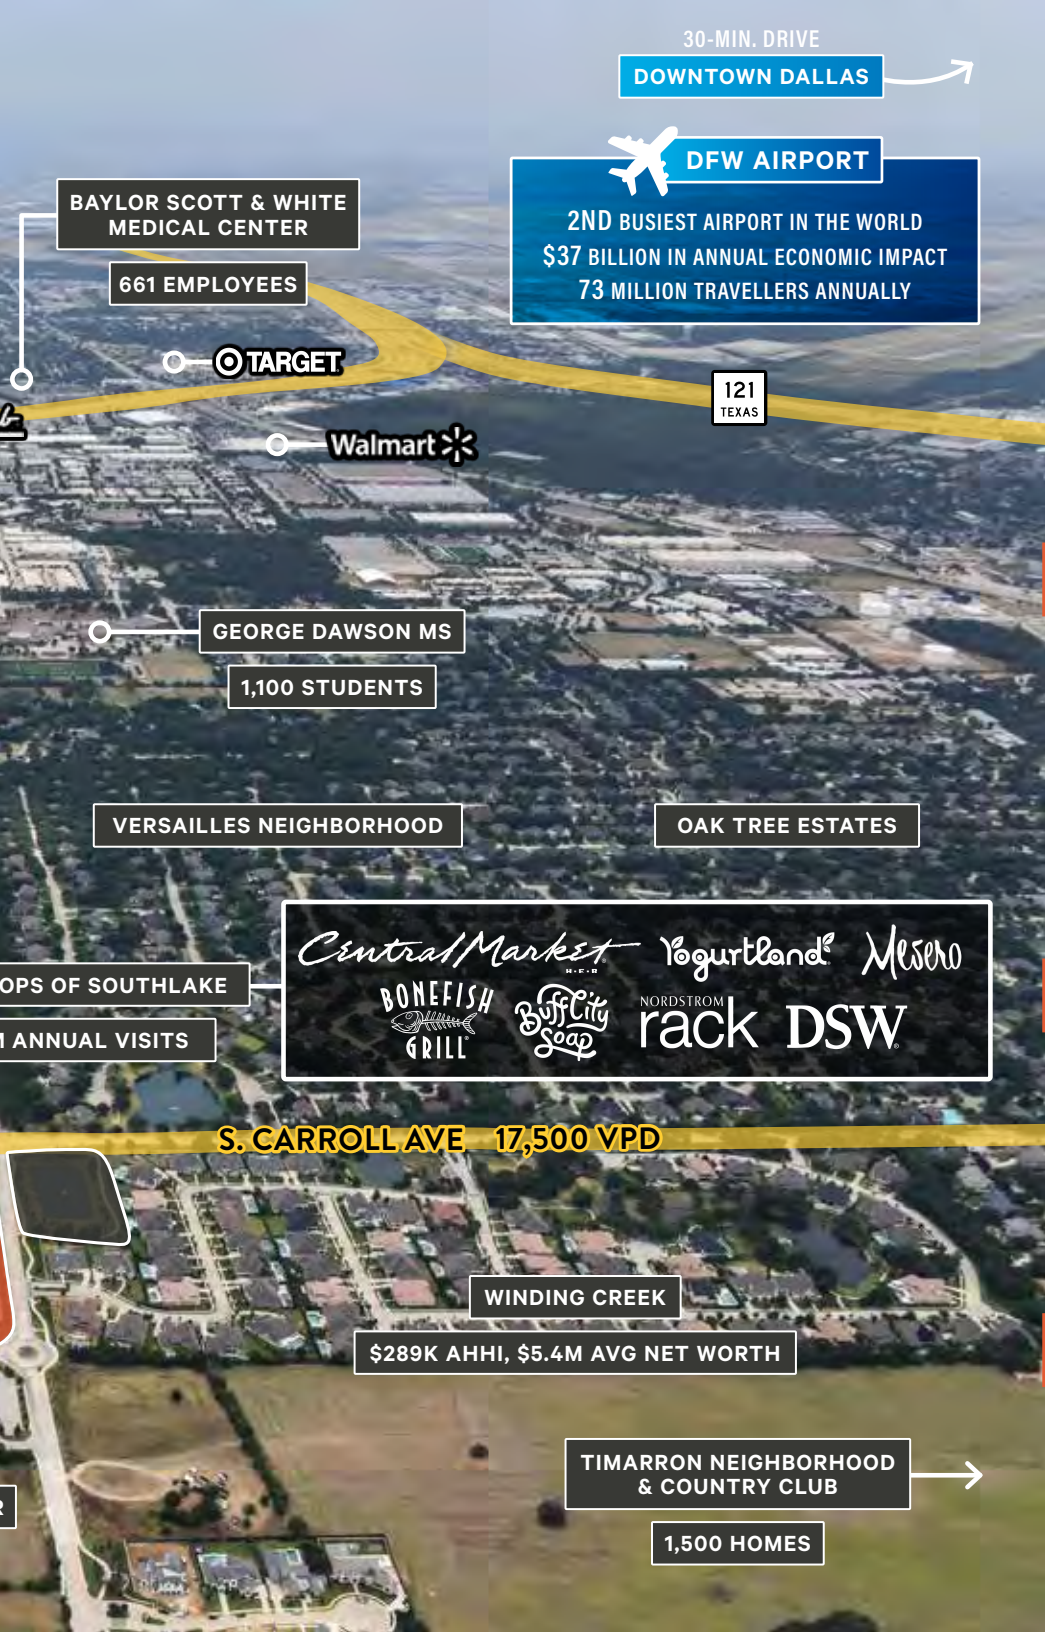 30-MIN. DRIVE
DOWNTOWN DALLAS
DFW AIRPORT
2ND BUSIEST AIRPORT IN THE WORLD
$37 BILLION IN ANNUAL ECONOMIC IMPACT
73 MILLION TRAVELLERS ANNUALLY
BAYLOR SCOTT & WHITE
MEDICAL CENTER
661 EMPLOYEES
TARGET
121
TEXAS
Walmart
GEORGE DAWSON MS
1,100 STUDENTS
VERSAILLES NEIGHBORHOOD
OAK TREE ESTATES
OPS OF SOUTHLAKE
ANNUAL VISITS
Central Market
H-E-B
Yogurtland
Mesero
BONEFISH
GRILL
Buff City
Soap
NORDSTROM
rack
DSW
S. CARROLL AVE 17,500 VPD
WINDING CREEK
$289K AHHI, $5.4M AVG NET WORTH
TIMARRON NEIGHBORHOOD
& COUNTRY CLUB
1,500 HOMES
R